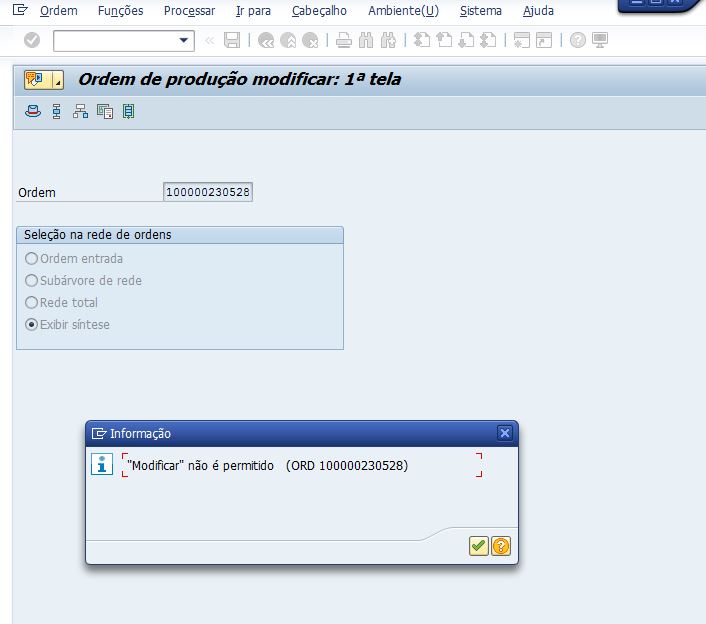 Ordem Funções Processar Ir para Cabeçalho Ambiente(U) Sistema Ajuda
Ordem de produção modificar: 1ª tela
Ordem 100000230528
Seleção na rede de ordens
Ordem entrada
Subárvore de rede
Rede total
Exibir síntese
Informação
"Modificar" não é permitido (ORD 100000230528)